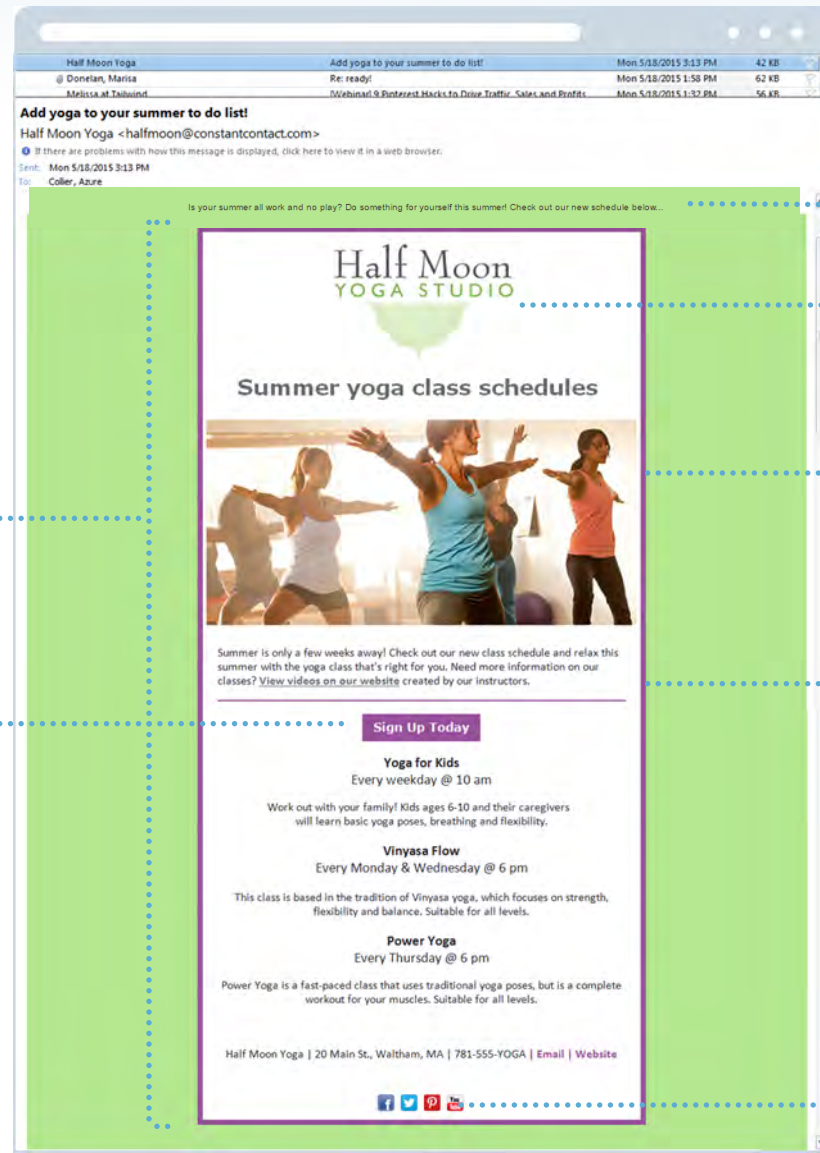 Half Moon Yoga Add yoga to your summer to do list! Mon 5/18/2015 3:13 PM 42 KB
Donelan, Marisa Re: ready! Mon 5/18/2015 1:58 PM 62 KB
Melissa at Tailwind [Webinar] 9 Pinterest Hacks to Drive Traffic, Sales and Profits Mon 5/18/2015 1:32 PM 56 KB
Add yoga to your summer to do list!
Half Moon Yoga <halfmoon@constantcontact.com>
If there are problems with how this message is displayed, click here to view it in a web browser.
Sent: Mon 5/18/2015 3:13 PM
To: Collier, Azure
Is your summer all work and no play? Do something for yourself this summer! Check out our new schedule below...
Half Moon
YOGA STUDIO
Summer yoga class schedules
Summer is only a few weeks away! Check out our new class schedule and relax this
summer with the yoga class that's right for you. Need more information on our
classes? View videos on our website created by our instructors.
Sign Up Today
Yoga for Kids
Every weekday @ 10 am
Work out with your family! Kids ages 6-10 and their caregivers
will learn basic yoga poses, breathing and flexibility.
Vinyasa Flow
Every Monday & Wednesday @ 6 pm
This class is based in the tradition of Vinyasa yoga, which focuses on strength,
flexibility and balance. Suitable for all levels.
Power Yoga
Every Thursday @ 6 pm
Power Yoga is a fast-paced class that uses traditional yoga poses, but is a complete
workout for your muscles. Suitable for all levels.
Half Moon Yoga | 20 Main St., Waltham, MA | 781-555-YOGA | Email | Website
You